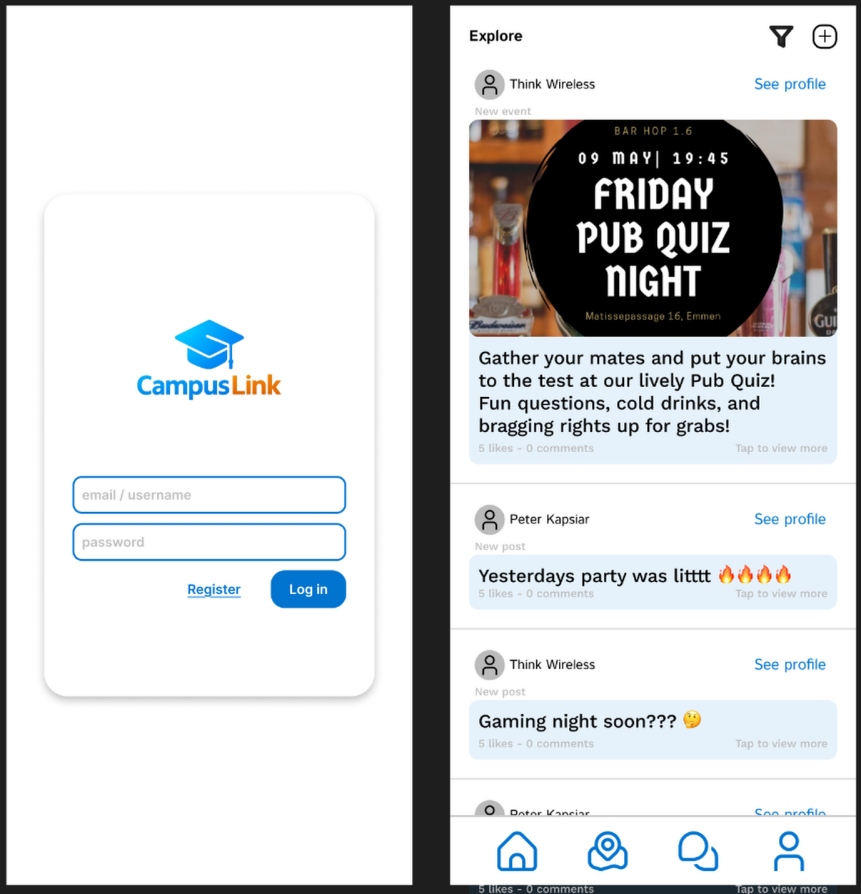 CampusLink
email / username
password
Register
Log in
Explore
Think Wireless
See profile
New event
BAR HOP 1.6
09 MAY| 19:45
FRIDAY
PUB QUIZ
NIGHT
Matissepassage 16, Emmen
Budweiser
GUI
Gather your mates and put your brains
to the test at our lively Pub Quiz!
Fun questions, cold drinks, and
bragging rights up for grabs!
5 likes - 0 comments
Tap to view more
Peter Kapsiar
See profile
New post
Yesterdays party was litttt 🔥🔥🔥🔥
5 likes - 0 comments
Tap to view more
Think Wireless
See profile
New post
Gaming night soon??? 🤔
5 likes - 0 comments
Tap to view more
Peter Kapsiar
See profile
5 likes - 0 comments
Tap to view more